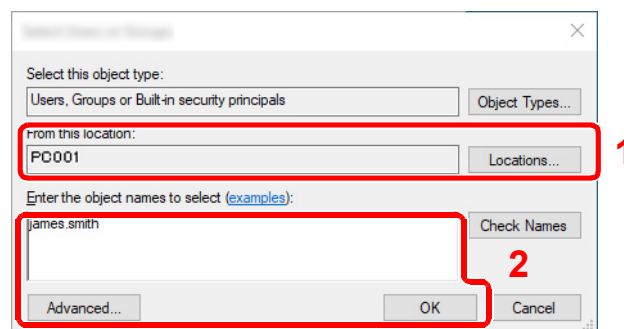 Select this object type:
Users, Groups or Built-in security principals
Object Types...
From this location:
PC001
Locations...
1
Enter the object names to select (examples):
james.smith
Check Names
2
Advanced...
OK
Cancel